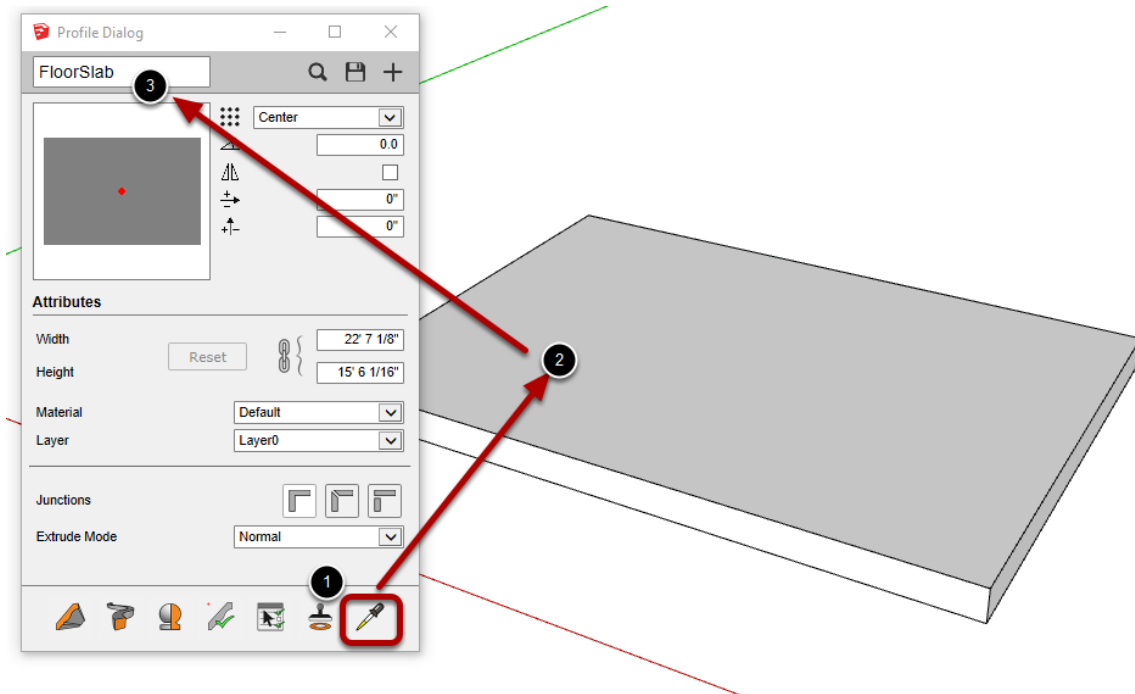 Profile Dialog
FloorSlab
3
Center
0.0
0"
0"
Attributes
Width
22' 7 1/8"
Reset
Height
15' 6 1/16"
Material
Default
Layer
Layer0
Junctions
Extrude Mode
Normal
1
2